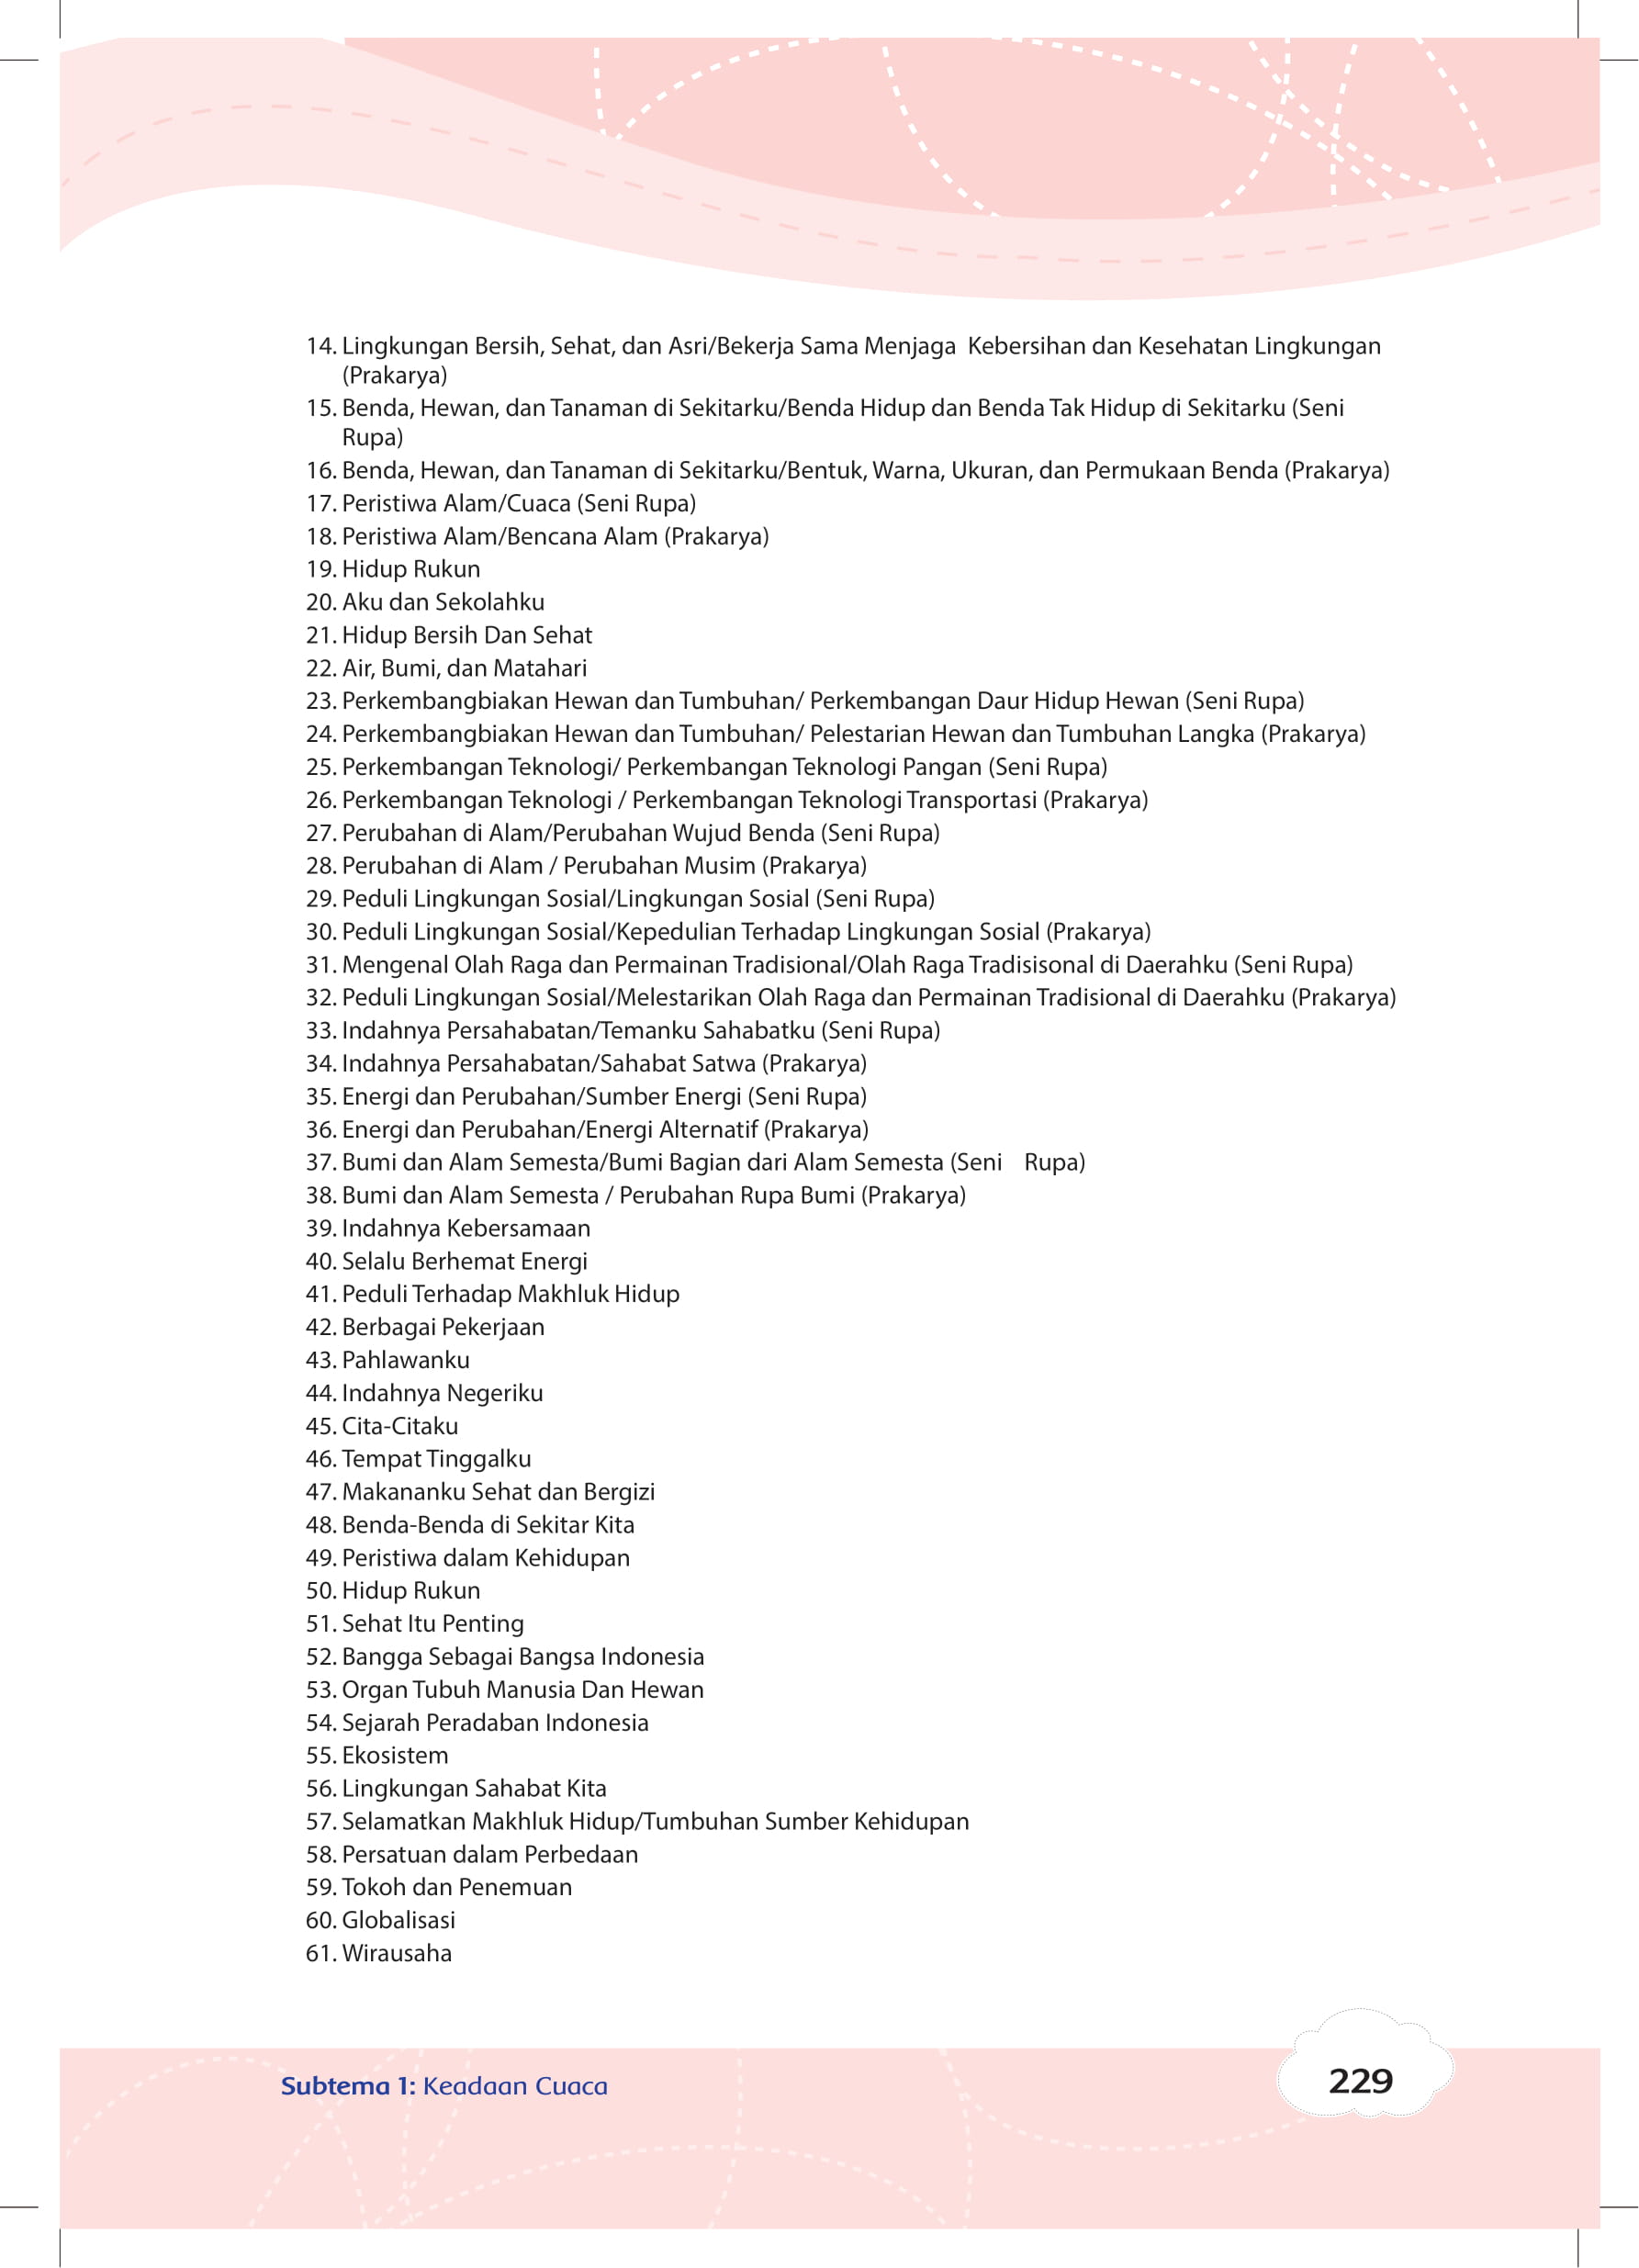 14. Lingkungan Bersih, Sehat, dan Asri/Bekerja Sama Menjaga  Kebersihan dan Kesehatan Lingkungan
(Prakarya)
15. Benda, Hewan, dan Tanaman di Sekitarku/Benda Hidup dan Benda Tak Hidup di Sekitarku (Seni
Rupa)
16. Benda, Hewan, dan Tanaman di Sekitarku/Bentuk, Warna, Ukuran, dan Permukaan Benda (Prakarya)
17. Peristiwa Alam/Cuaca (Seni Rupa)
18. Peristiwa Alam/Bencana Alam (Prakarya)
19. Hidup Rukun
20. Aku dan Sekolahku
21. Hidup Bersih Dan Sehat
22. Air, Bumi, dan Matahari
23. Perkembangbiakan Hewan dan Tumbuhan/ Perkembangan Daur Hidup Hewan (Seni Rupa)
24. Perkembangbiakan Hewan dan Tumbuhan/ Pelestarian Hewan dan Tumbuhan Langka (Prakarya)
25. Perkembangan Teknologi/ Perkembangan Teknologi Pangan (Seni Rupa)
26. Perkembangan Teknologi / Perkembangan Teknologi Transportasi (Prakarya)
27. Perubahan di Alam/Perubahan Wujud Benda (Seni Rupa)
28. Perubahan di Alam / Perubahan Musim (Prakarya)
29. Peduli Lingkungan Sosial/Lingkungan Sosial (Seni Rupa)
30. Peduli Lingkungan Sosial/Kepedulian Terhadap Lingkungan Sosial (Prakarya)
31. Mengenal Olah Raga dan Permainan Tradisional/Olah Raga Tradisisonal di Daerahku (Seni Rupa)
32. Peduli Lingkungan Sosial/Melestarikan Olah Raga dan Permainan Tradisional di Daerahku (Prakarya)
33. Indahnya Persahabatan/Temanku Sahabatku (Seni Rupa)
34. Indahnya Persahabatan/Sahabat Satwa (Prakarya)
35. Energi dan Perubahan/Sumber Energi (Seni Rupa)
36. Energi dan Perubahan/Energi Alternatif (Prakarya)
37. Bumi dan Alam Semesta/Bumi Bagian dari Alam Semesta (Seni    Rupa)
38. Bumi dan Alam Semesta / Perubahan Rupa Bumi (Prakarya)
39. Indahnya Kebersamaan
40. Selalu Berhemat Energi
41. Peduli Terhadap Makhluk Hidup
42. Berbagai Pekerjaan
43. Pahlawanku
44. Indahnya Negeriku
45. Cita-Citaku
46. Tempat Tinggalku
47. Makananku Sehat dan Bergizi
48. Benda-Benda di Sekitar Kita
49. Peristiwa dalam Kehidupan
50. Hidup Rukun
51. Sehat Itu Penting
52. Bangga Sebagai Bangsa Indonesia
53. Organ Tubuh Manusia Dan Hewan
54. Sejarah Peradaban Indonesia
55. Ekosistem
56. Lingkungan Sahabat Kita
57. Selamatkan Makhluk Hidup/Tumbuhan Sumber Kehidupan
58. Persatuan dalam Perbedaan
59. Tokoh dan Penemuan
60. Globalisasi
61. Wirausaha
Subtema 1: Keadaan Cuaca
229